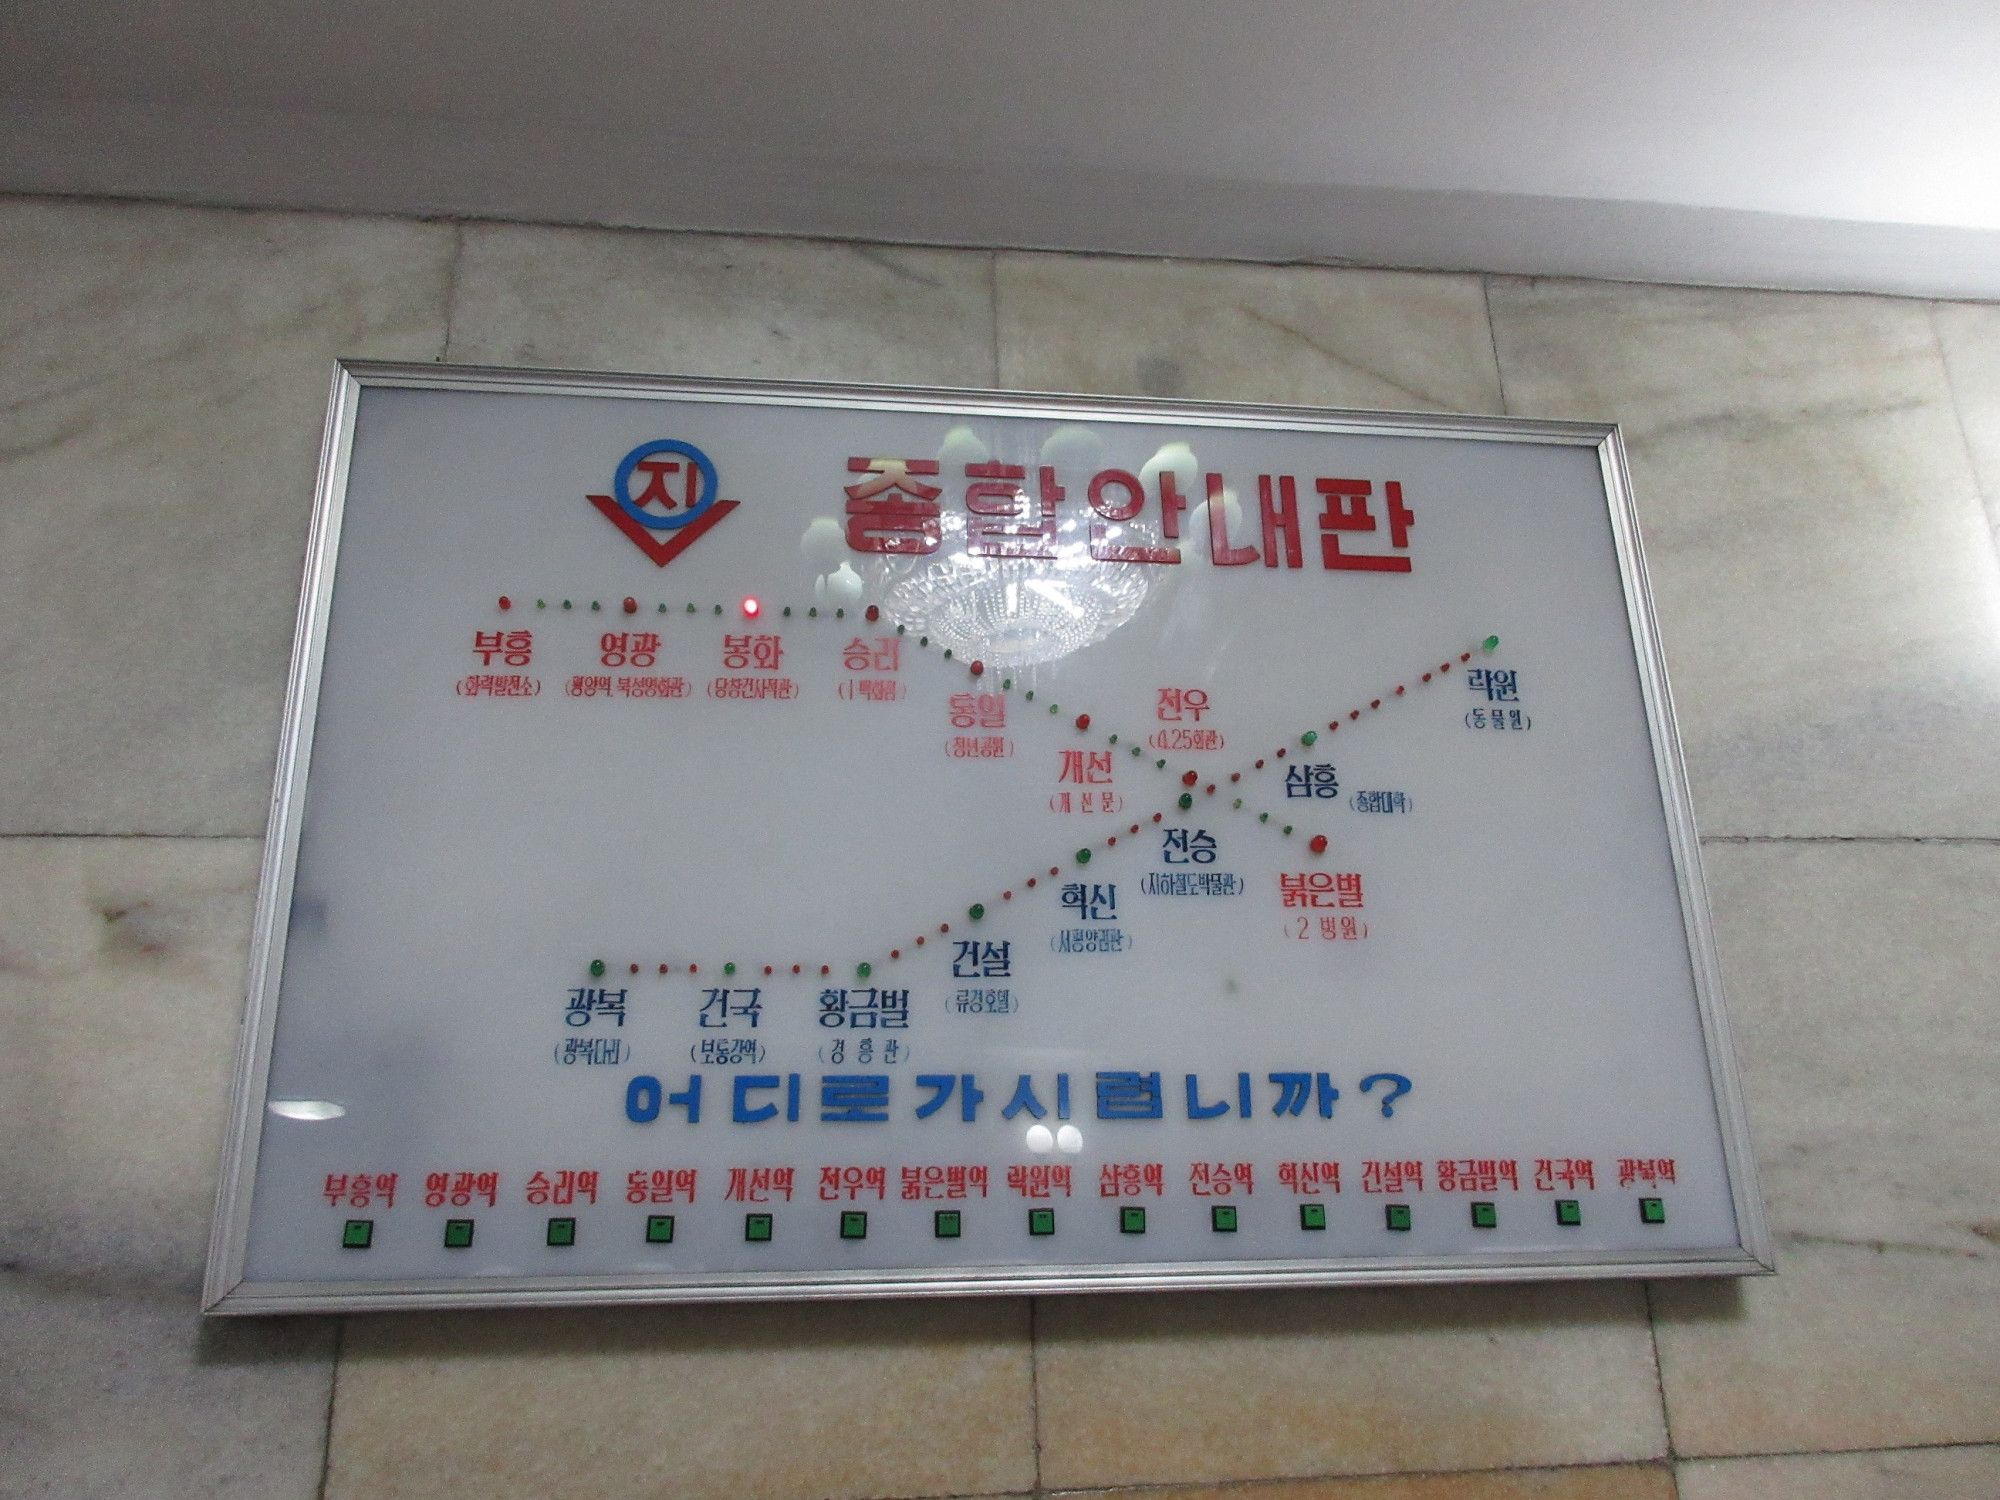 지 종합안내판
부흥 영광 봉화 승리
(화력발전소) (평양역, 북성영화관) (당창건사적관) (1백화점)
락원
(동물원)
통일
(청년공원)
전우
(4.25회관)
개선
(개선문)
삼흥 (종합대학)
전승
(지하철도박물관)
혁신
(서평양김관)
붉은별
(2병원)
건설
(류경호텔)
광복 건국 황금벌
(광복다리) (보통강역) (경흥관)
어디로가시렵니까?
부흥역 영광역 승리역 통일역 개선역 전우역 붉은별역 락원역 삼흥역 전승역 혁신역 건설역 황금벌역 건국역 광복역